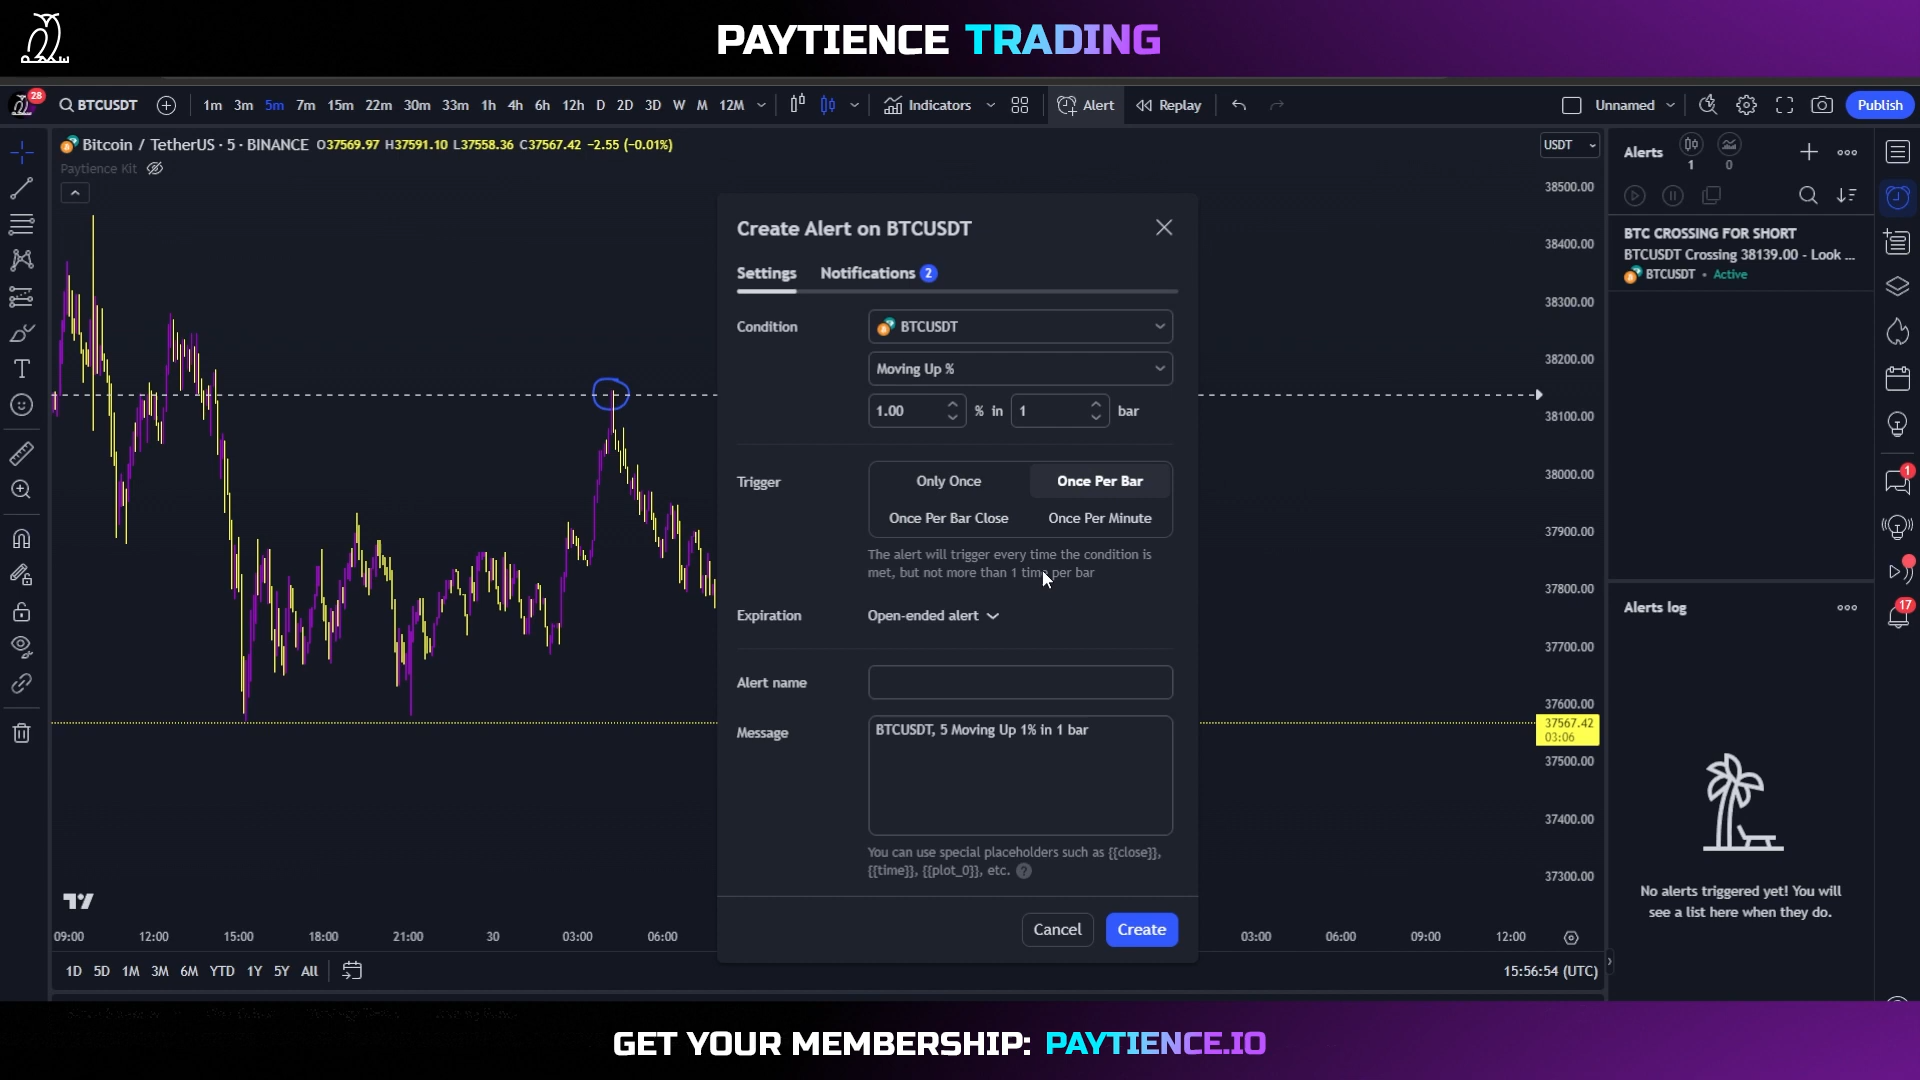 PAYTIENCE TRADING
28
BTCUSDT
1m 3m 5m 7m 15m 22m 30m 33m 1h 4h 6h 12h D 2D 3D W M 12M
Indicators
Alert
Replay
Unnamed
Publish
Bitcoin / TetherUS · 5 · BINANCE O37569.97 H37591.10 L37558.36 C37567.42 -2.55 (-0.01%)
Paytience Kit
USDT
38500.00
38400.00
38300.00
38200.00
38100.00
38000.00
37900.00
37800.00
37700.00
37600.00
37567.42
03:06
37500.00
37400.00
37300.00
Create Alert on BTCUSDT
Settings Notifications 2
Condition
BTCUSDT
Moving Up %
1.00 % in 1 bar
Trigger
Only Once Once Per Bar
Once Per Bar Close Once Per Minute
The alert will trigger every time the condition is
met, but not more than 1 time per bar
Expiration
Open-ended alert
Alert name
Message
BTCUSDT, 5 Moving Up 1% in 1 bar
You can use special placeholders such as {{close}},
{{time}}, {{plot_0}}, etc. ?
Cancel Create
09:00 12:00 15:00 18:00 21:00 30 03:00 06:00 03:00 06:00 09:00 12:00
1D 5D 1M 3M 6M YTD 1Y 5Y All
15:56:54 (UTC)
Alerts 1 0
BTC CROSSING FOR SHORT
BTCUSDT Crossing 38139.00 - Look ...
BTCUSDT • Active
Alerts log
No alerts triggered yet! You will
see a list here when they do.
1
17
GET YOUR MEMBERSHIP: PAYTIENCE.IO